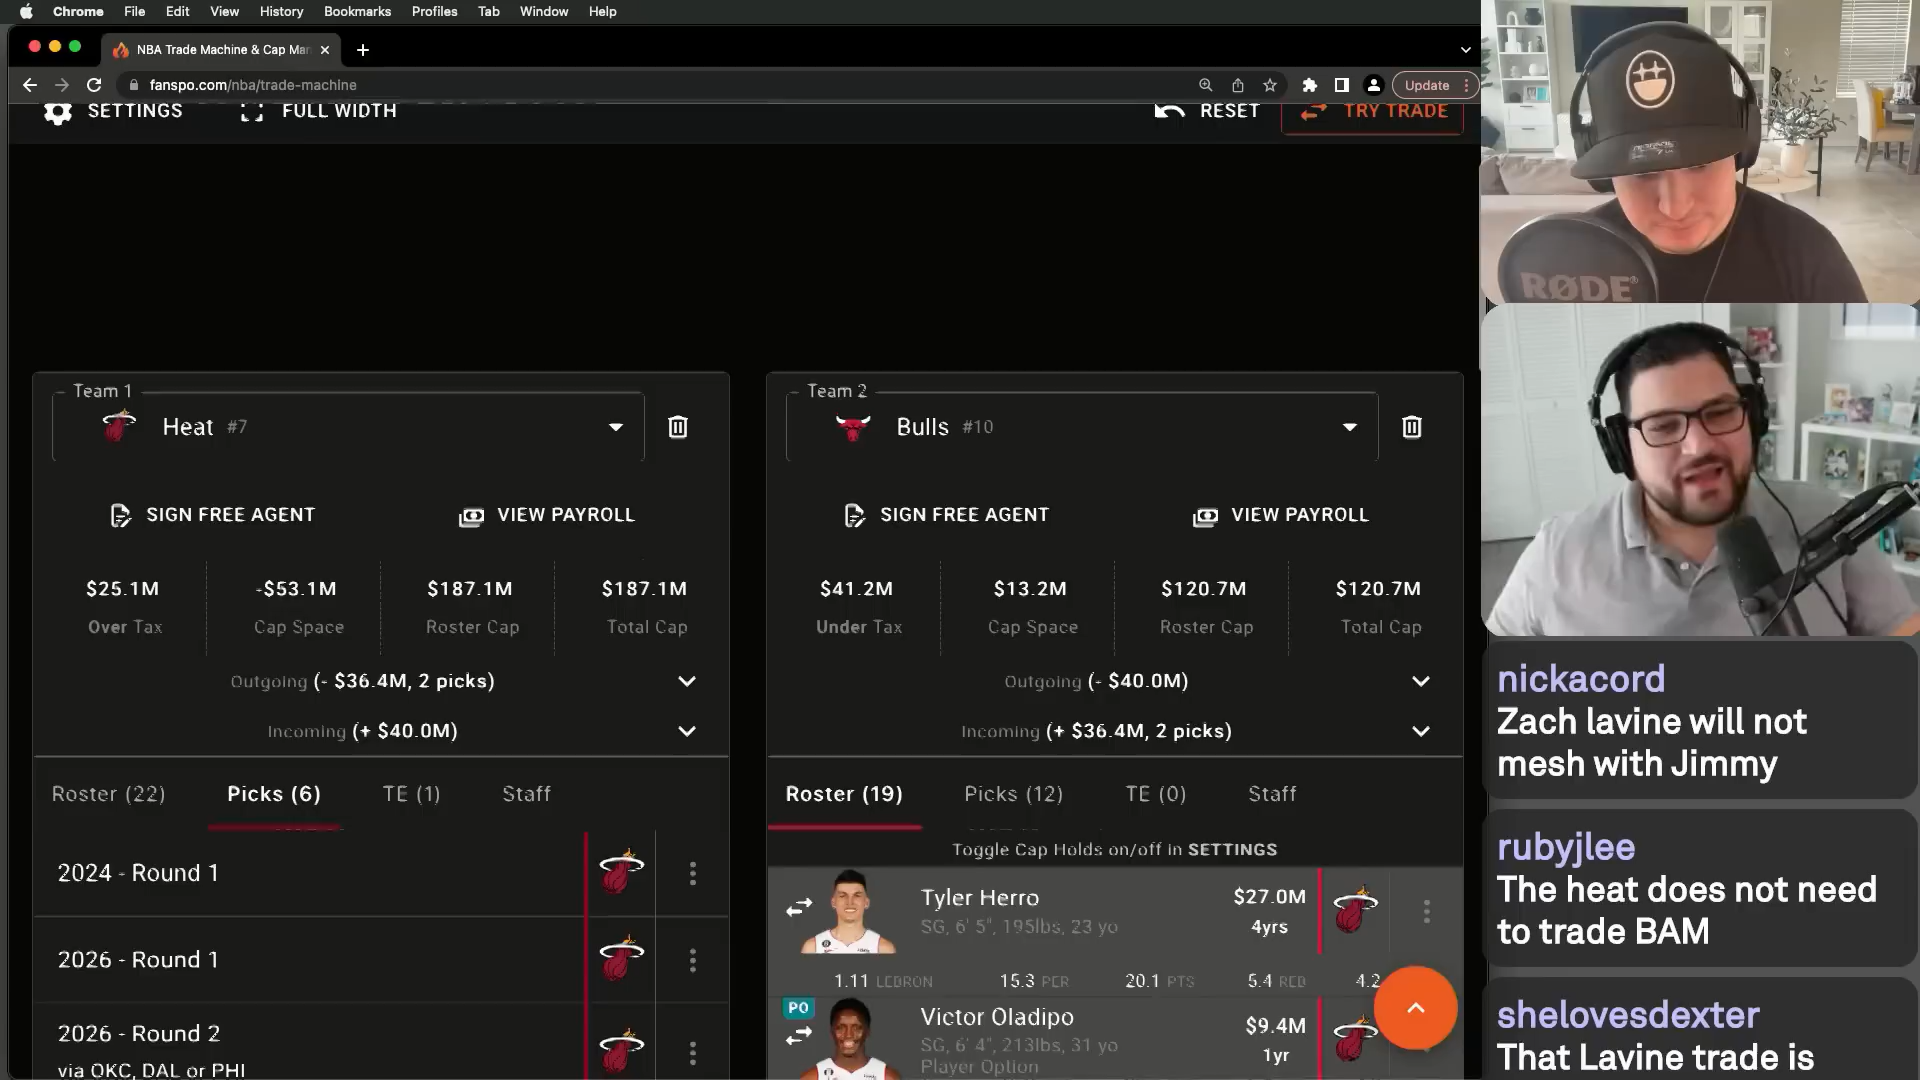 Chrome File Edit View History Bookmarks Profiles Tab Window Help
NBA Trade Machine & Cap Man
fanspo.com/nba/trade-machine
Update
SETTINGS FULL WIDTH RESET TRY TRADE
Team 1
Heat #7
SIGN FREE AGENT VIEW PAYROLL
$25.1M -$53.1M $187.1M $187.1M
Over Tax Cap Space Roster Cap Total Cap
Outgoing (- $36.4M, 2 picks)
Incoming (+ $40.0M)
Roster (22) Picks (6) TE (1) Staff
2024 - Round 1
2026 - Round 1
2026 - Round 2
via OKC, DAL or PHI
Team 2
Bulls #10
SIGN FREE AGENT VIEW PAYROLL
$41.2M $13.2M $120.7M $120.7M
Under Tax Cap Space Roster Cap Total Cap
Outgoing (- $40.0M)
Incoming (+ $36.4M, 2 picks)
Roster (19) Picks (12) TE (0) Staff
Toggle Cap Holds on/off in SETTINGS
Tyler Herro $27.0M
SG, 6' 5", 195lbs, 23 yo 4yrs
1.11 LEBRON 15.3 PER 20.1 PTS 5.4 REB 4.2
PO
Victor Oladipo $9.4M
SG, 6' 4", 213lbs, 31 yo 1yr
Player Option
RØDE
nickacord
Zach lavine will not
mesh with Jimmy
rubyjlee
The heat does not need
to trade BAM
shelovesdexter
That Lavine trade is